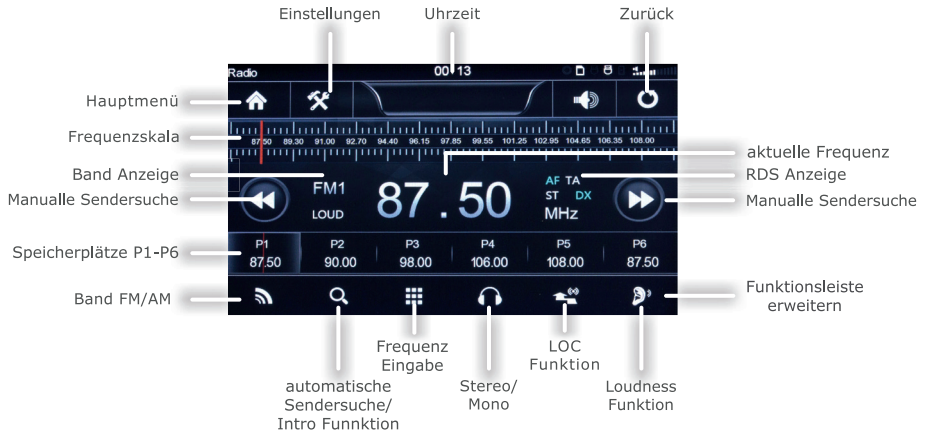 Einstellungen
Uhrzeit
Zurück
Radio
00:13
Hauptmenü
Frequenzskala
87.50 89.30 91.00 92.70 94.40 96.15 97.85 99.55 101.25 102.95 104.65 106.35 108.00
aktuelle Frequenz
Band Anzeige
RDS Anzeige
FM1
87.50
AF TA
ST DX
Manualle Sendersuche
Manualle Sendersuche
LOUD
MHz
Speicherplätze P1-P6
P1 P2 P3 P4 P5 P6
87.50 90.00 98.00 106.00 108.00 87.50
Band FM/AM
Funktionsleiste
erweitern
Frequenz
Eingabe
LOC
Funktion
automatische
Sendersuche/
Intro Funnktion
Stereo/
Mono
Loudness
Funktion